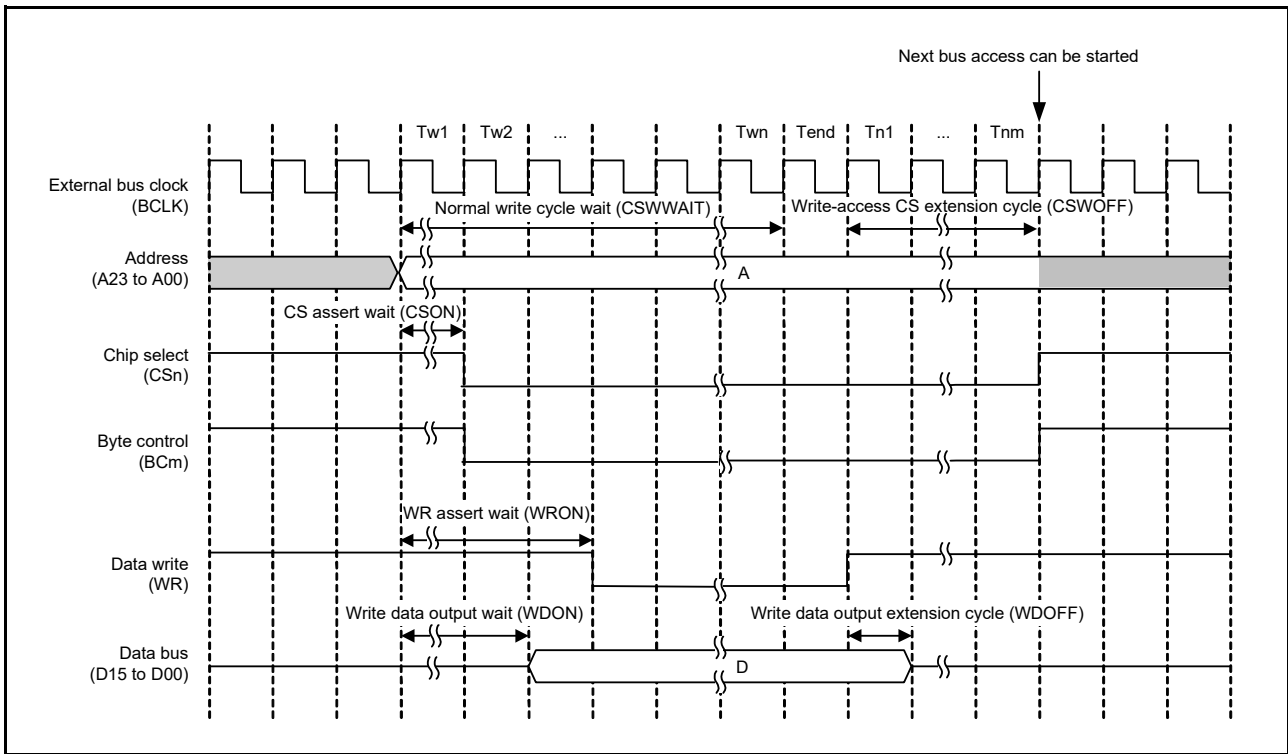 Next bus access can be started
Tw1 Tw2 ... Twn Tend Tn1 ... Tnm
External bus clock
(BCLK)
Normal write cycle wait (CSWWAIT)
Write-access CS extension cycle (CSWOFF)
Address
(A23 to A00)
A
CS assert wait (CSON)
Chip select
(CSn)
Byte control
(BCm)
WR assert wait (WRON)
Data write
(WR)
Write data output wait (WDON)
Write data output extension cycle (WDOFF)
Data bus
(D15 to D00)
D